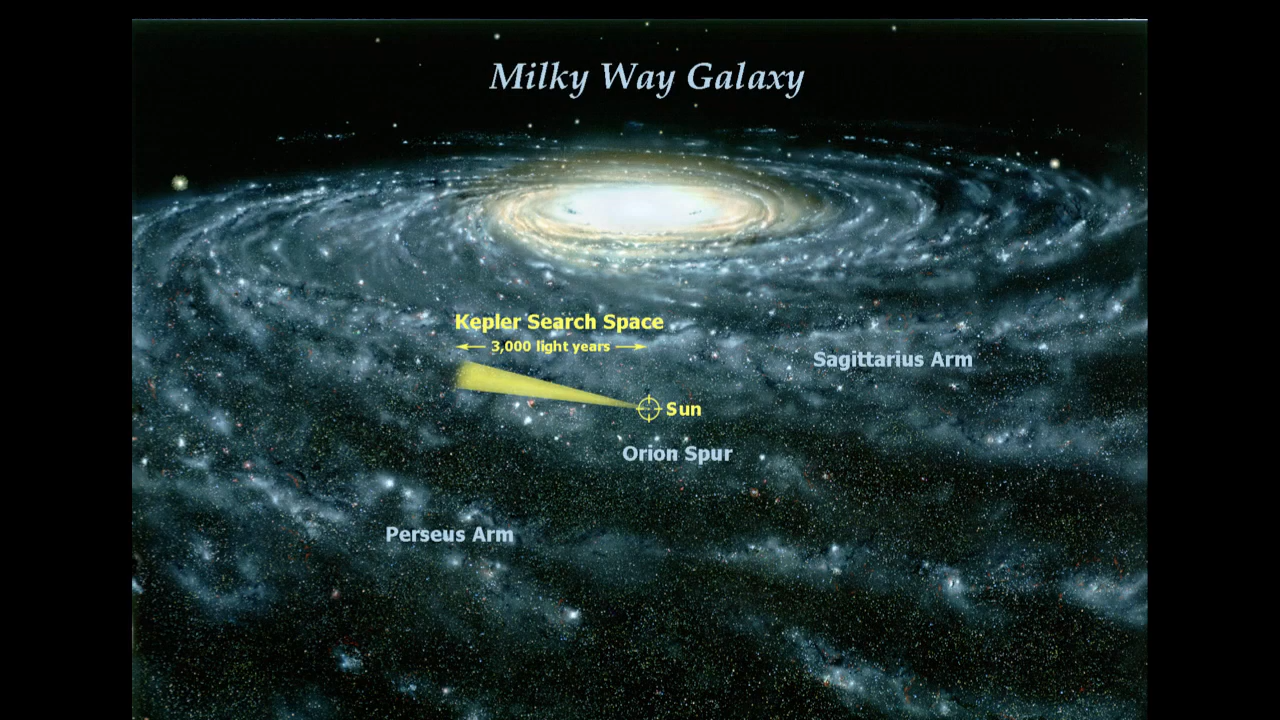 Milky Way Galaxy
Kepler Search Space
3,000 light years
Sagittarius Arm
Sun
Orion Spur
Perseus Arm